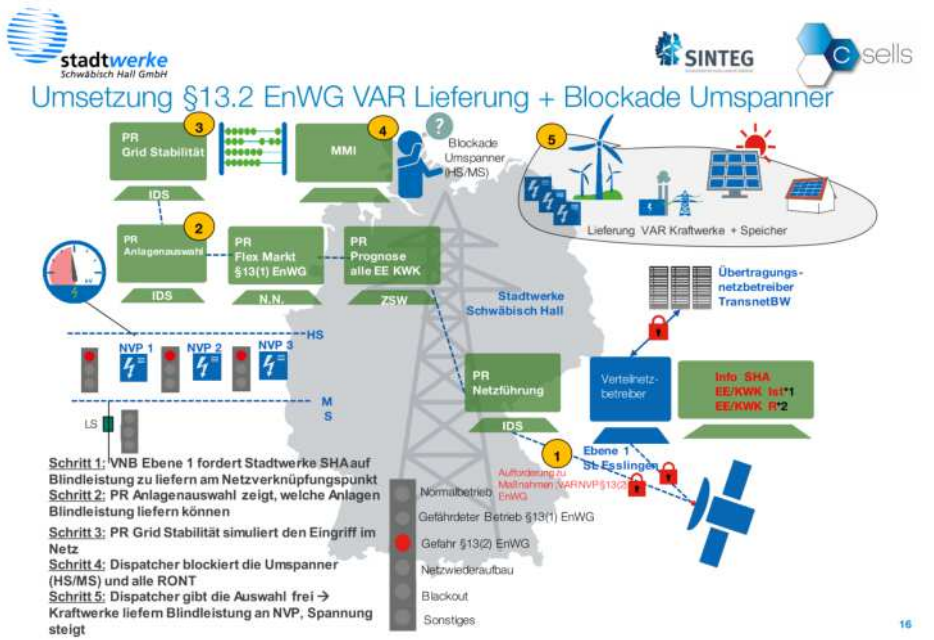 stadtwerke
Schwäbisch Hall GmbH
SINTEG
C sells
Umsetzung §13.2 EnWG VAR Lieferung + Blockade Umspanner
PR
Grid Stabilität
3
IDS
MMI
4
?
Blockade
Umspanner
(HS/MS)
5
Lieferung VAR Kraftwerke + Speicher
PR
Anlagenauswahl
2
IDS
PR
Flex Markt
§13(1) EnWG
N.N.
PR
Prognose
alle EE KWK
ZSW
Stadtwerke
Schwäbisch Hall
Übertragungs-
netzbetreiber
TransnetBW
HS
NVP 1
NVP 2
NVP 3
M
S
LS
PR
Netzführung
IDS
Verteilnetz-
betreiber
Info SHA
EE/KWK Ist*1
EE/KWK R*2
1
Ebene 1
St. Esslingen
Aufforderung zu
Maßnahmen :VARNVP§13(2)
EnWG
Schritt 1: VNB Ebene 1 fordert Stadtwerke SHA auf
Blindleistung zu liefern am Netzverknüpfungspunkt
Schritt 2: PR Anlagenauswahl zeigt, welche Anlagen
Blindleistung liefern können
Schritt 3: PR Grid Stabilität simuliert den Eingriff im
Netz
Schritt 4: Dispatcher blockiert die Umspanner
(HS/MS) und alle RONT
Schritt 5: Dispatcher gibt die Auswahl frei →
Kraftwerke liefern Blindleistung an NVP, Spannung
steigt
Normalbetrieb
Gefährdeter Betrieb §13(1) EnWG
Gefahr §13(2) EnWG
Netzwiederaufbau
Blackout
Sonstiges
16